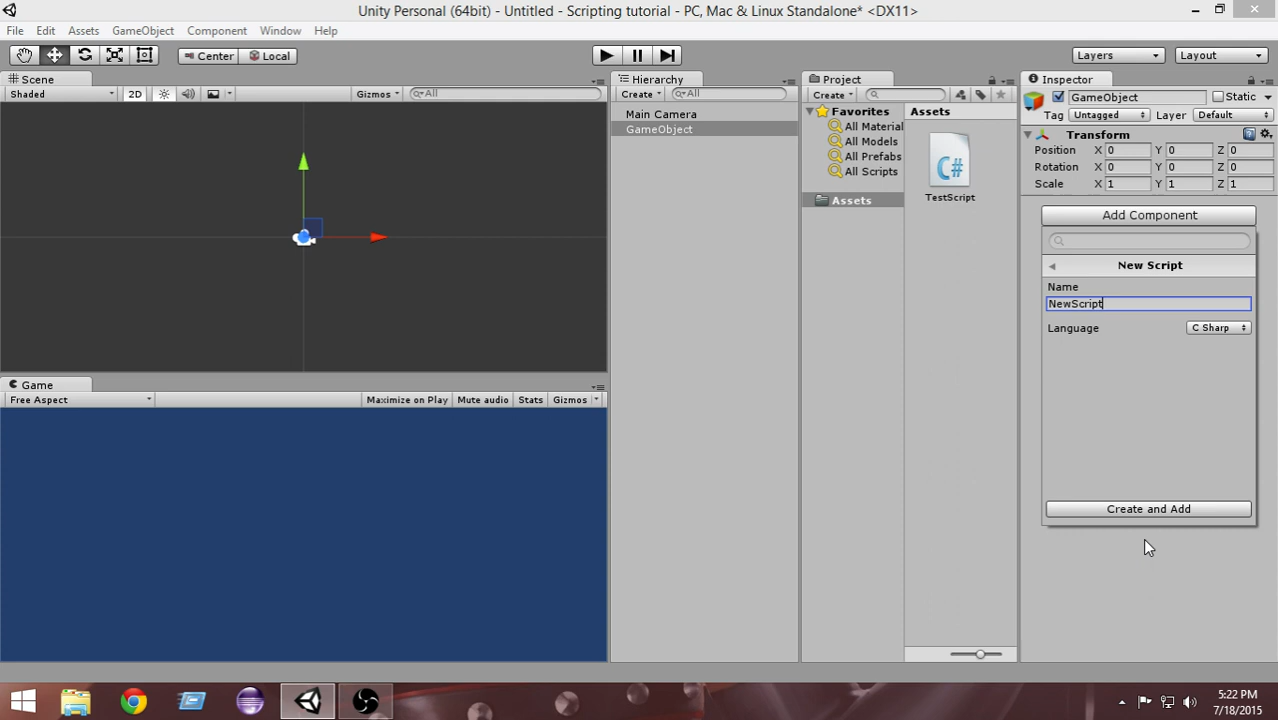 Unity Personal (64bit) - Untitled - Scripting tutorial - PC, Mac & Linux Standalone* <DX11>
File Edit Assets GameObject Component Window Help
Center Local Layers Layout
Scene
Shaded 2D Gizmos All
Hierarchy
Create All
Main Camera
GameObject
Project
Create
Favorites
All Material
All Models
All Prefabs
All Scripts
Assets
Assets
C#
TestScript
Inspector
GameObject Static
Tag Untagged Layer Default
Transform
Position X 0 Y 0 Z 0
Rotation X 0 Y 0 Z 0
Scale X 1 Y 1 Z 1
Add Component
New Script
Name
NewScript
Language C Sharp
Create and Add
Game
Free Aspect Maximize on Play Mute audio Stats Gizmos
5:22 PM
7/18/2015